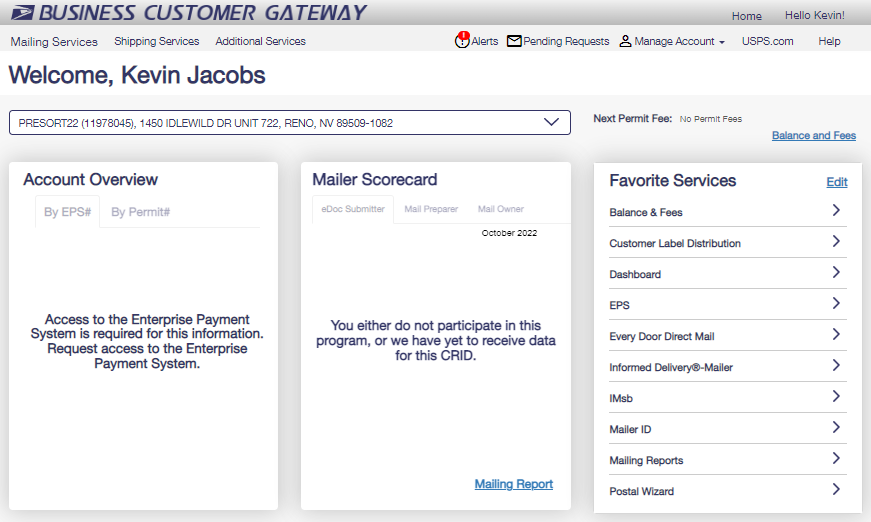 BUSINESS CUSTOMER GATEWAY
Home Hello Kevin!
Mailing Services Shipping Services Additional Services ! 1 Alerts Pending Requests Manage Account USPS.com Help
Welcome, Kevin Jacobs
PRESORT22 (11978045), 1450 IDLEWILD DR UNIT 722, RENO, NV 89509-1082
Next Permit Fee: No Permit Fees
Balance and Fees
Account Overview
By EPS# By Permit#
Access to the Enterprise Payment
System is required for this information.
Request access to the Enterprise
Payment System.
Mailer Scorecard
eDoc Submitter Mail Preparer Mail Owner
October 2022
You either do not participate in this
program, or we have yet to receive data
for this CRID.
Mailing Report
Favorite Services Edit
Balance & Fees
Customer Label Distribution
Dashboard
EPS
Every Door Direct Mail
Informed Delivery®-Mailer
IMsb
Mailer ID
Mailing Reports
Postal Wizard